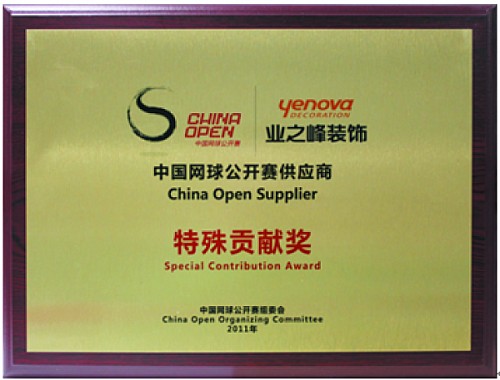 CHINA
OPEN
中国网球公开赛
yenova
DECORATION
业之峰装饰
中国网球公开赛供应商
China Open Supplier
特殊贡献奖
Special Contribution Award
中国网球公开赛组委会
China Open Organizing Committee
2011年